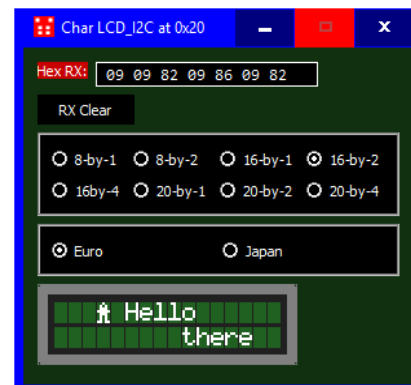 Char LCD_I2C at 0x20
Hex RX: 09 09 82 09 86 09 82
RX Clear
8-by-1 8-by-2 16-by-1 16-by-2
16by-4 20-by-1 20-by-2 20-by-4
Euro Japan
Hello
there